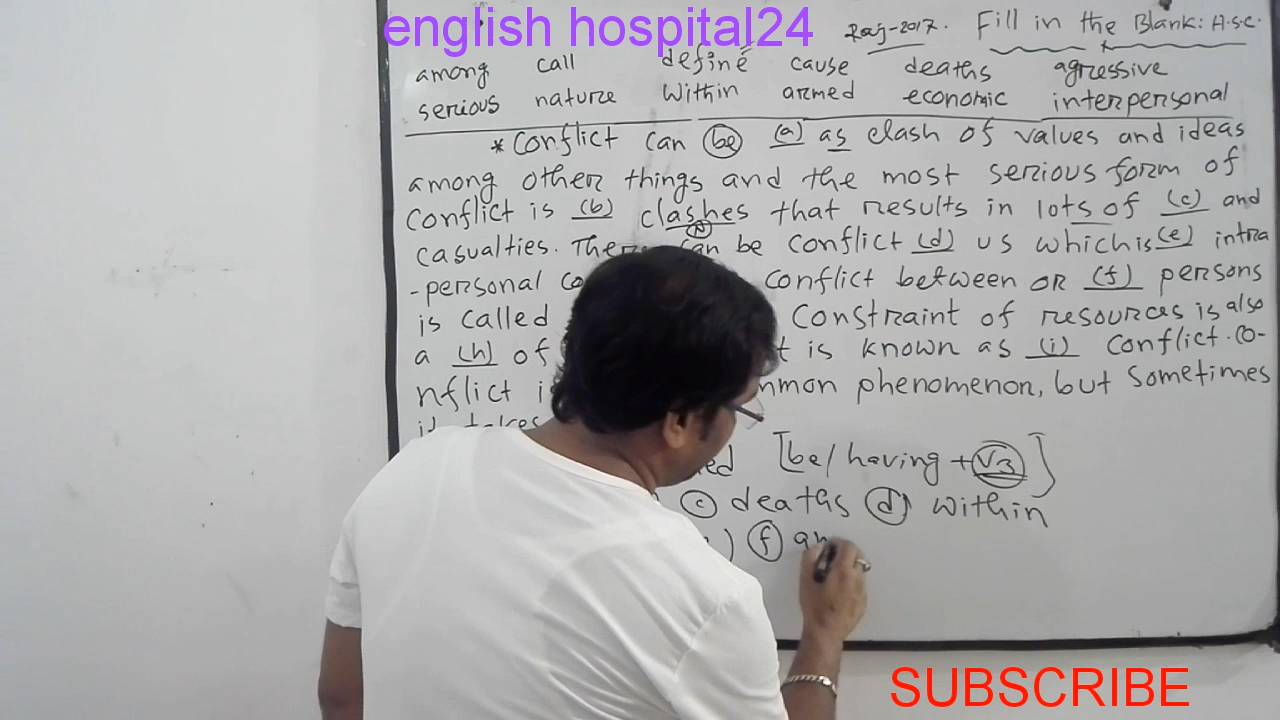 english hospital24
Raj-2017. Fill in the Blank: H.S.C.
among call define cause deaths agressive
serious nature within armed economic interpersonal
* Conflict can be (a) as clash of values and ideas
among other things and the most serious form of
conflict is (b) clashes that results in lots of (c) and
casualties. There can be conflict (d) us which is (e) intra
-personal conflict between or (f) persons
is called constraint of resources is also
a (h) of is known as (i) conflict. Co-
nflict phenomenon, but sometimes
it takes
[be/having + V3]
(c) deaths (d) within
(f)
SUBSCRIBE